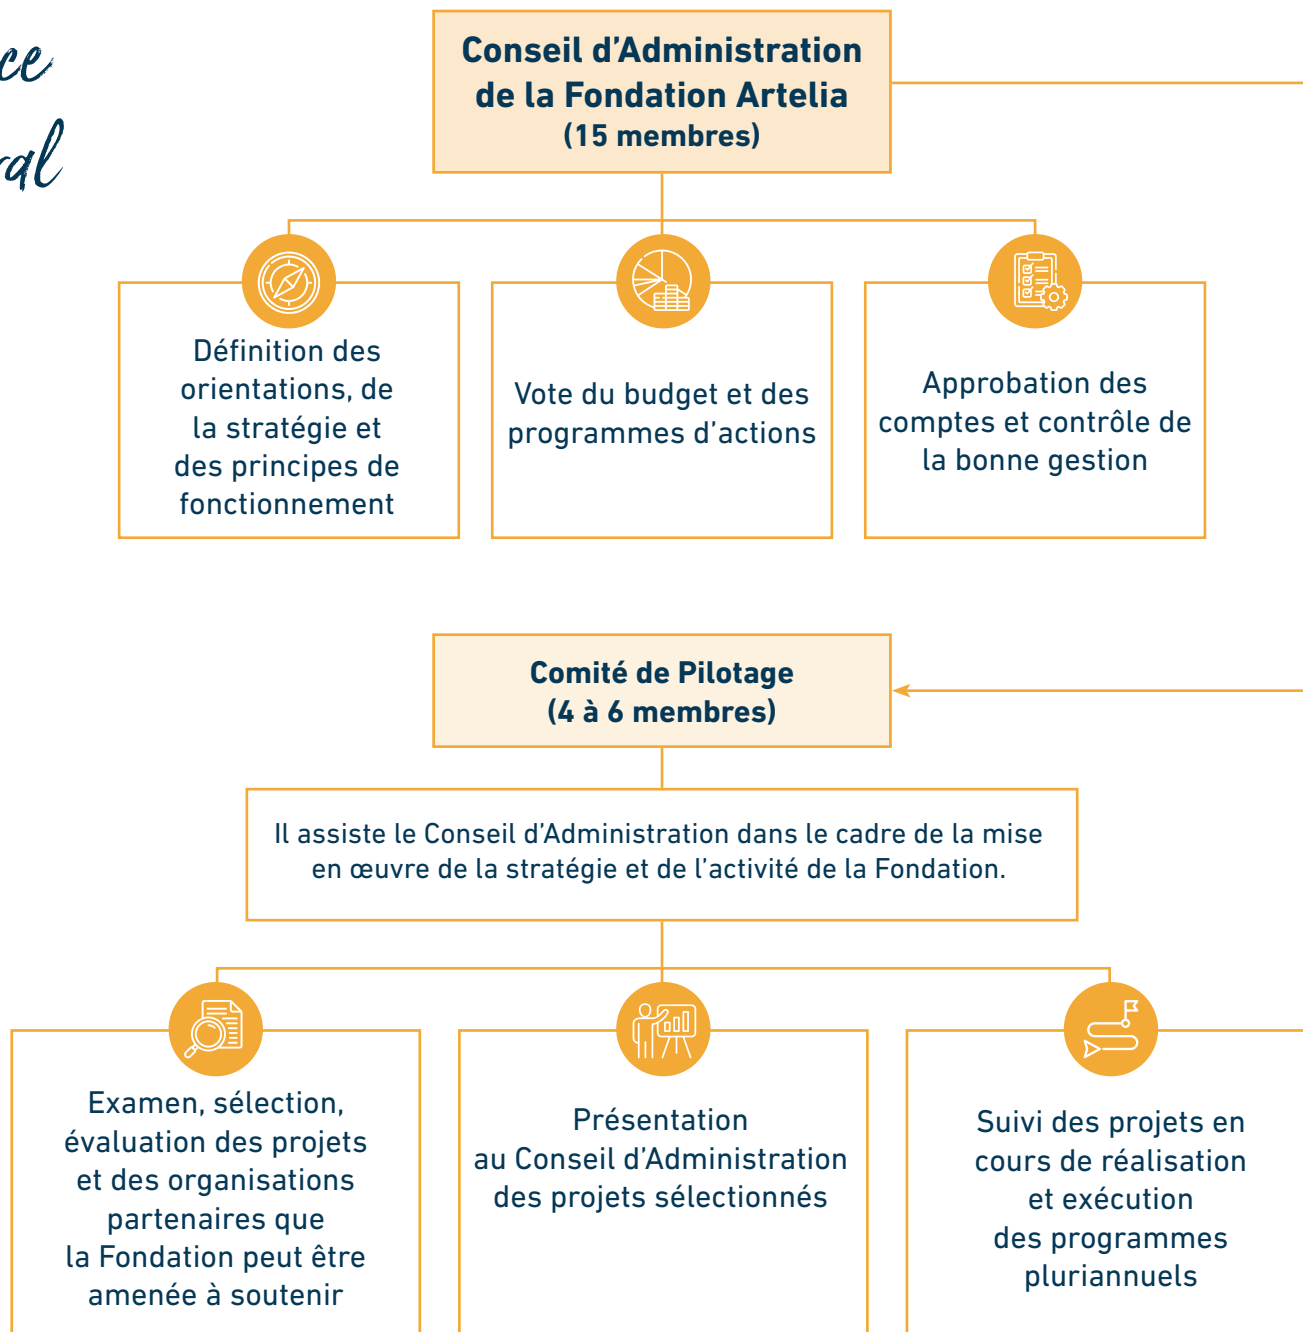 Conseil d'Administration
de la Fondation Artelia
(15 membres)
Définition des
orientations, de
la stratégie et
des principes de
fonctionnement
Vote du budget et des
programmes d'actions
Approbation des
comptes et contrôle de
la bonne gestion
Comité de Pilotage
(4 à 6 membres)
Il assiste le Conseil d'Administration dans le cadre de la mise
en œuvre de la stratégie et de l'activité de la Fondation.
Examen, sélection,
évaluation des projets
et des organisations
partenaires que
la Fondation peut être
amenée à soutenir
Présentation
au Conseil d'Administration
des projets sélectionnés
Suivi des projets en
cours de réalisation
et exécution
des programmes
pluriannuels